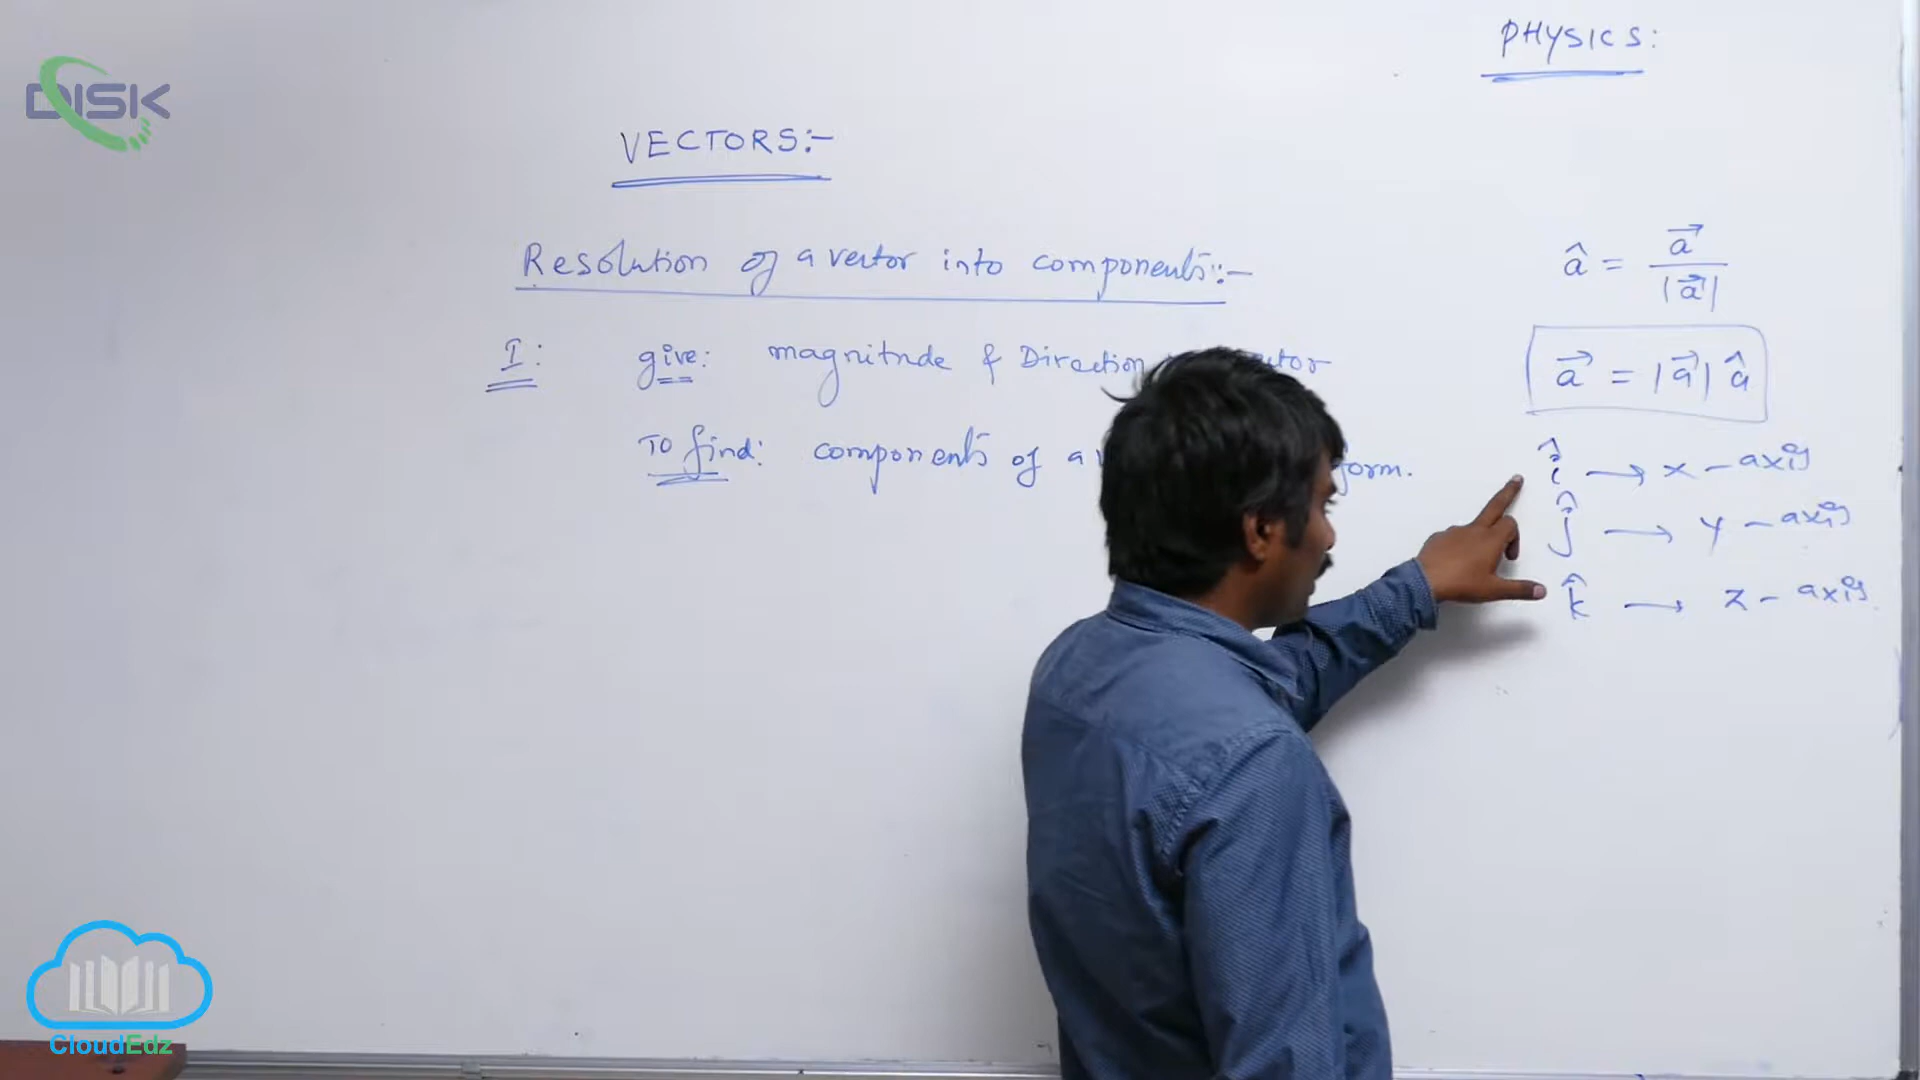 PHYSICS:
DISK
VECTORS:-
Resolution of a vector into components:-
I: give: magnitude & Direction
To find: components of a form.
â = a⃗ / |a⃗|
a⃗ = |a⃗| â
î → x-axis
ĵ → y-axis
k̂ → z-axis
CloudEdz